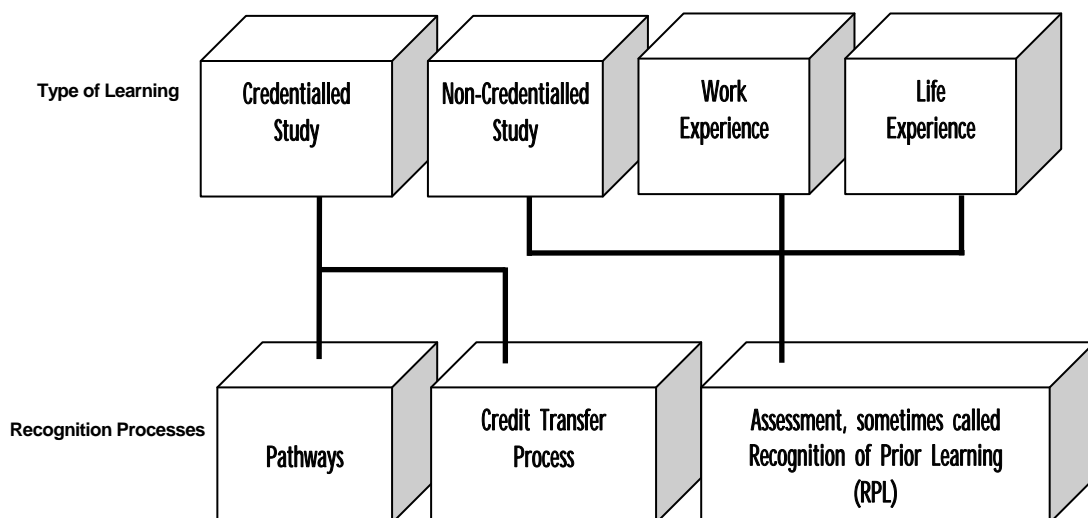 Type of Learning
Credentialled
Study
Non-Credentialled
Study
Work
Experience
Life
Experience
Recognition Processes
Pathways
Credit Transfer
Process
Assessment, sometimes called
Recognition of Prior Learning
(RPL)